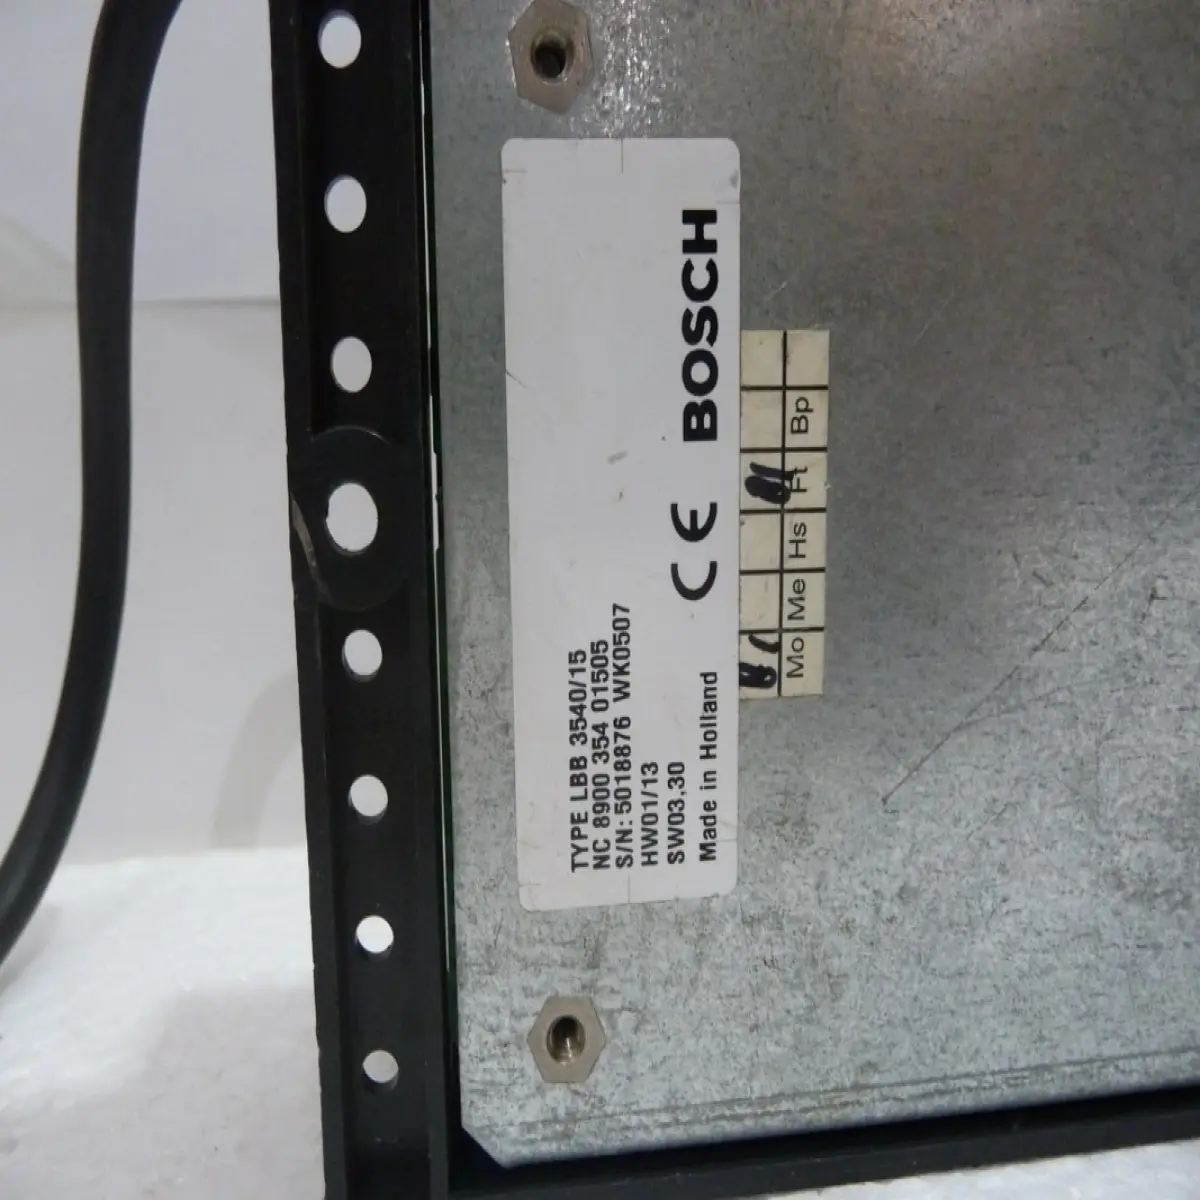 TYPE LBB 3540/15
NC 8900 354 01505
S/N: 5018876 WK0507
HW01/13
SW03,30
Made in Holland CE BOSCH
Mo Me Hs Ft Bp